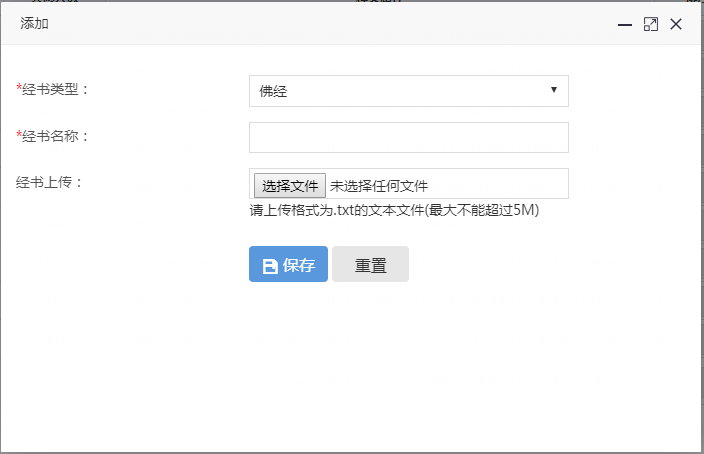 添加
*经书类型：
佛经
*经书名称：
经书上传：
选择文件 未选择任何文件
请上传格式为.txt的文本文件(最大不能超过5M)
保存 重置